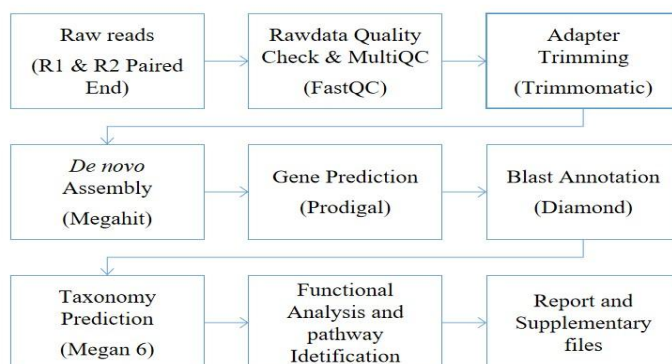 Raw reads
(R1 & R2 Paired
End)
Rawdata Quality
Check & MultiQC
(FastQC)
Adapter
Trimming
(Trimmomatic)
De novo
Assembly
(Megahit)
Gene Prediction
(Prodigal)
Blast Annotation
(Diamond)
Taxonomy
Prediction
(Megan 6)
Functional
Analysis and
pathway
Idetification
Report and
Supplementary
files